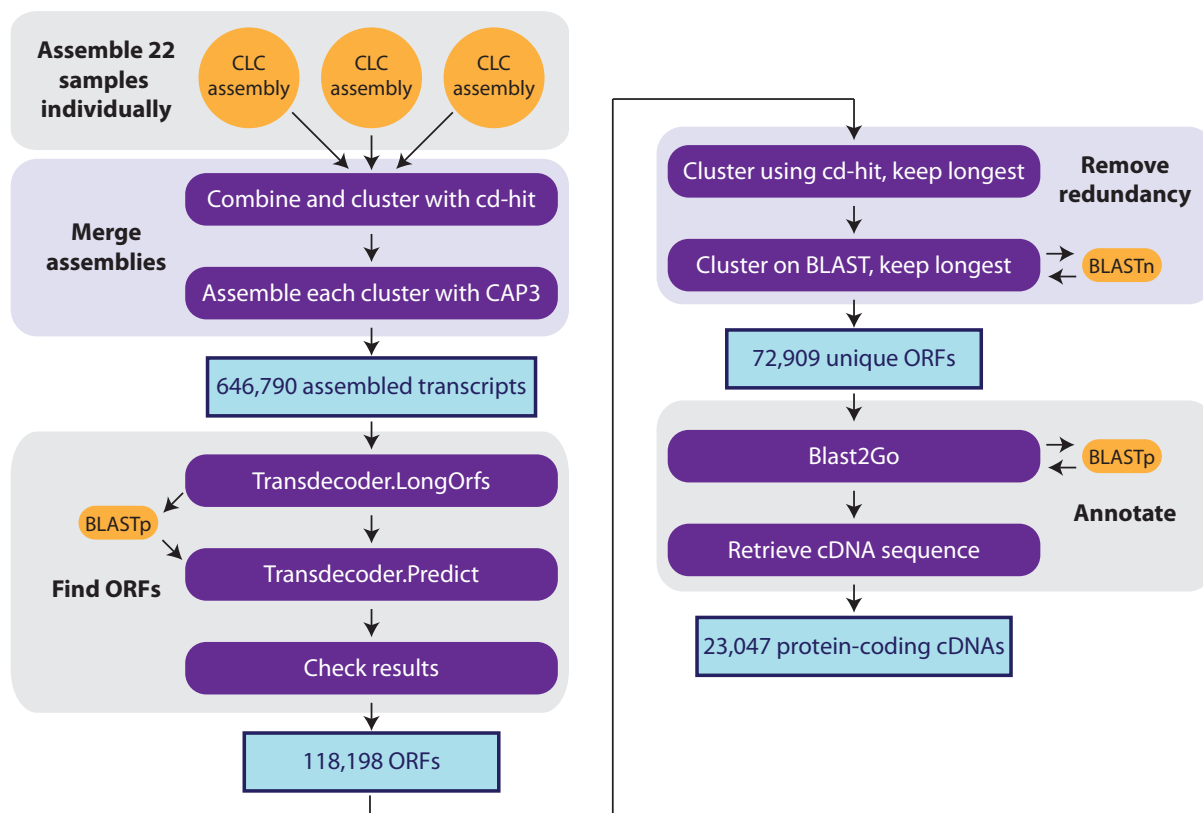 Assemble 22
samples
individually
CLC
assembly
CLC
assembly
CLC
assembly
Merge
assemblies
Combine and cluster with cd-hit
Assemble each cluster with CAP3
646,790 assembled transcripts
Transdecoder.LongOrfs
BLASTp
Transdecoder.Predict
Find ORFs
Check results
118,198 ORFs
Cluster using cd-hit, keep longest
Remove
redundancy
Cluster on BLAST, keep longest
BLASTn
72,909 unique ORFs
Blast2Go
BLASTp
Annotate
Retrieve cDNA sequence
23,047 protein-coding cDNAs